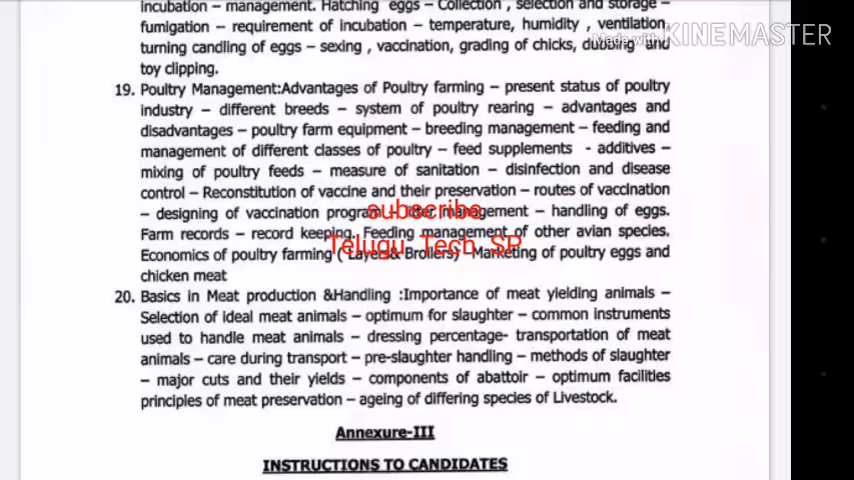 incubation – management. Hatching eggs – Collection , selection and storage –
fumigation – requirement of incubation – temperature, humidity , ventilation,
turning candling of eggs – sexing , vaccination, grading of chicks, dubbing and
Made with KINEMASTER
toy clipping.
19. Poultry Management:Advantages of Poultry farming – present status of poultry
industry – different breeds – system of poultry rearing – advantages and
disadvantages – poultry farm equipment – breeding management – feeding and
management of different classes of poultry – feed supplements - additives –
mixing of poultry feeds – measure of sanitation – disinfection and disease
control – Reconstitution of vaccine and their preservation – routes of vaccination
– designing of vaccination program – litter management – handling of eggs.
subscribe
Farm records – record keeping. Feeding management of other avian species.
Telugu Tech SP
Economics of poultry farming ( Layers& Brollers) – Marketing of poultry eggs and
chicken meat
20. Basics in Meat production &Handling :Importance of meat yielding animals –
Selection of ideal meat animals – optimum for slaughter – common instruments
used to handle meat animals – dressing percentage- transportation of meat
animals – care during transport – pre-slaughter handling – methods of slaughter
– major cuts and their yields – components of abattoir – optimum facilities
principles of meat preservation – ageing of differing species of Livestock.
Annexure-III
INSTRUCTIONS TO CANDIDATES